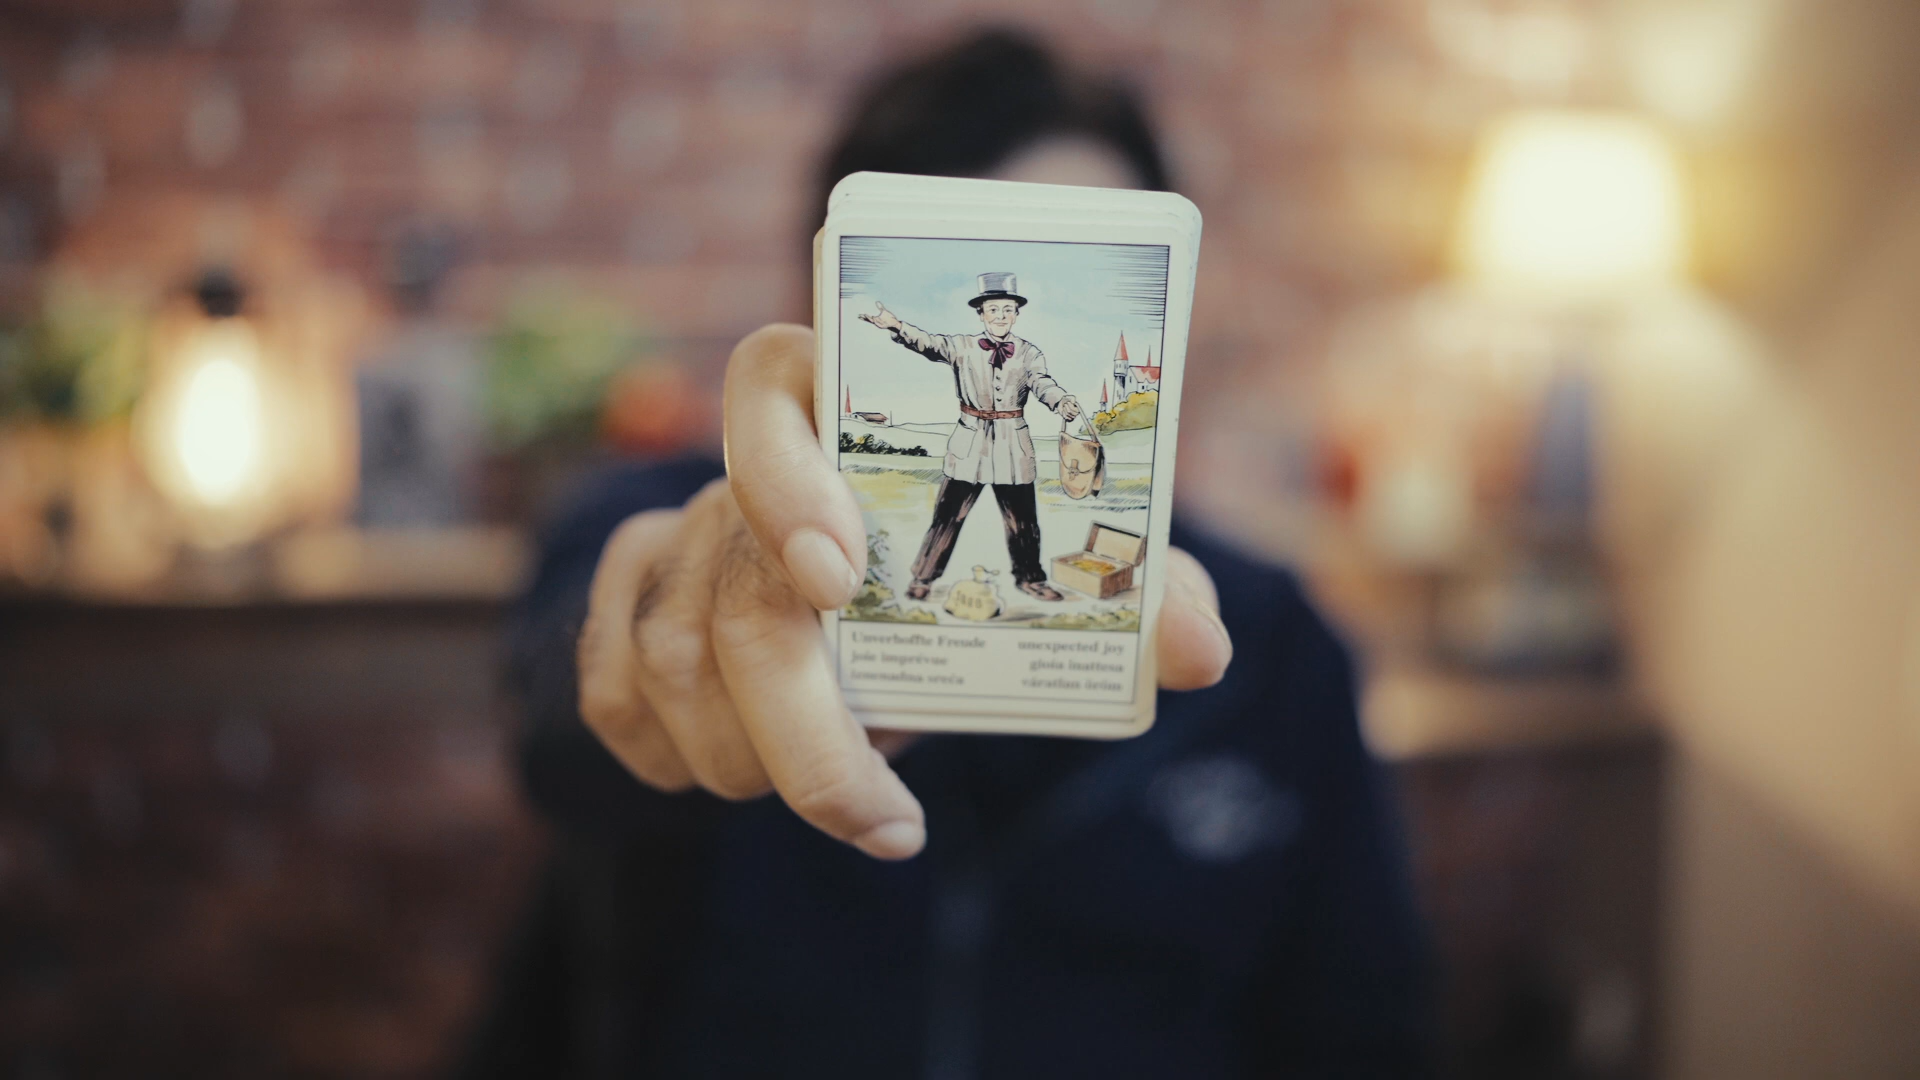 Unverhoffte Freude
joie imprévue
iznenadna sreća
unexpected joy
gioia inattesa
váratlan öröm